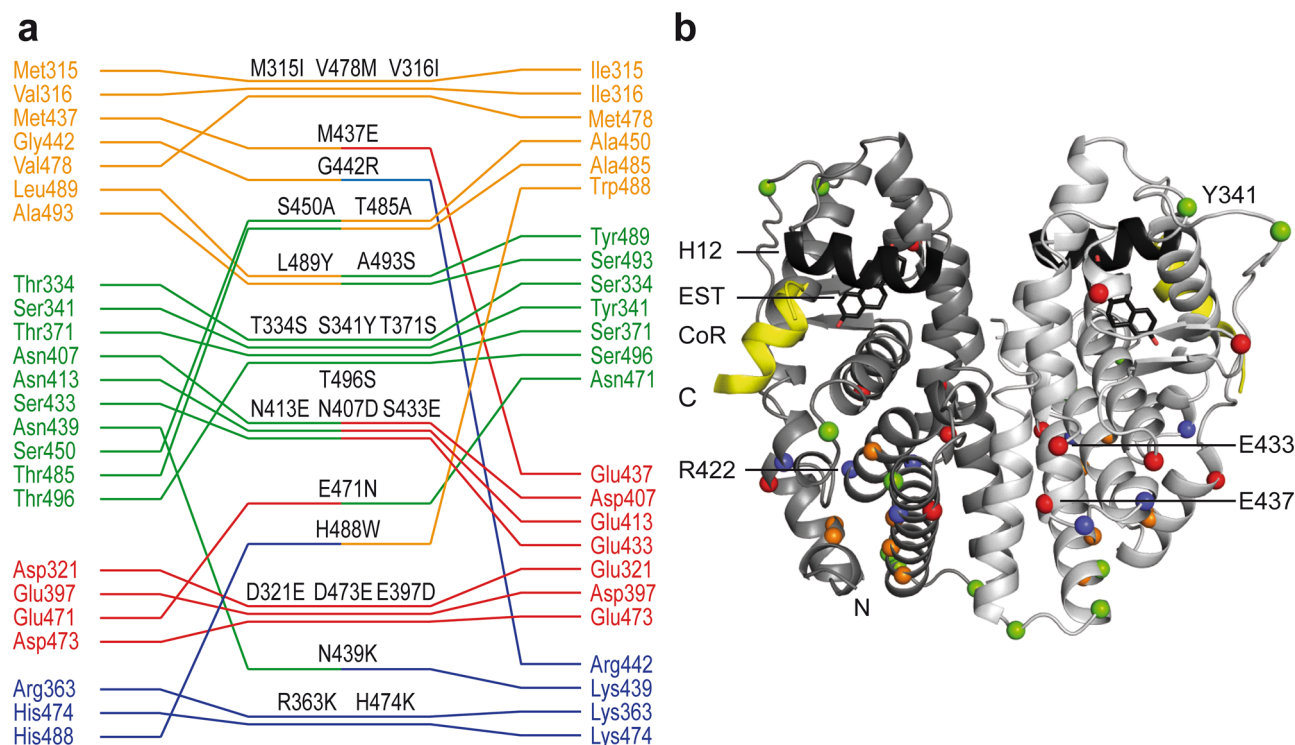 a
Met315
Val316
Met437
Gly442
Val478
Leu489
Ala493
Thr334
Ser341
Thr371
Asn407
Asn413
Ser433
Asn439
Ser450
Thr485
Thr496
Asp321
Glu397
Glu471
Asp473
Arg363
His474
His488
M315I V478M V316I
M437E
G442R
S450A T485A
L489Y A493S
T334S S341Y T371S
T496S
N413E N407D S433E
E471N
H488W
D321E D473E E397D
N439K
R363K H474K
Ile315
Ile316
Met478
Ala450
Ala485
Trp488
Tyr489
Ser493
Ser334
Tyr341
Ser371
Ser496
Asn471
Glu437
Asp407
Glu413
Glu433
Glu321
Asp397
Glu473
Arg442
Lys439
Lys363
Lys474
b
Y341
H12
EST
CoR
C
R422
N
E433
E437